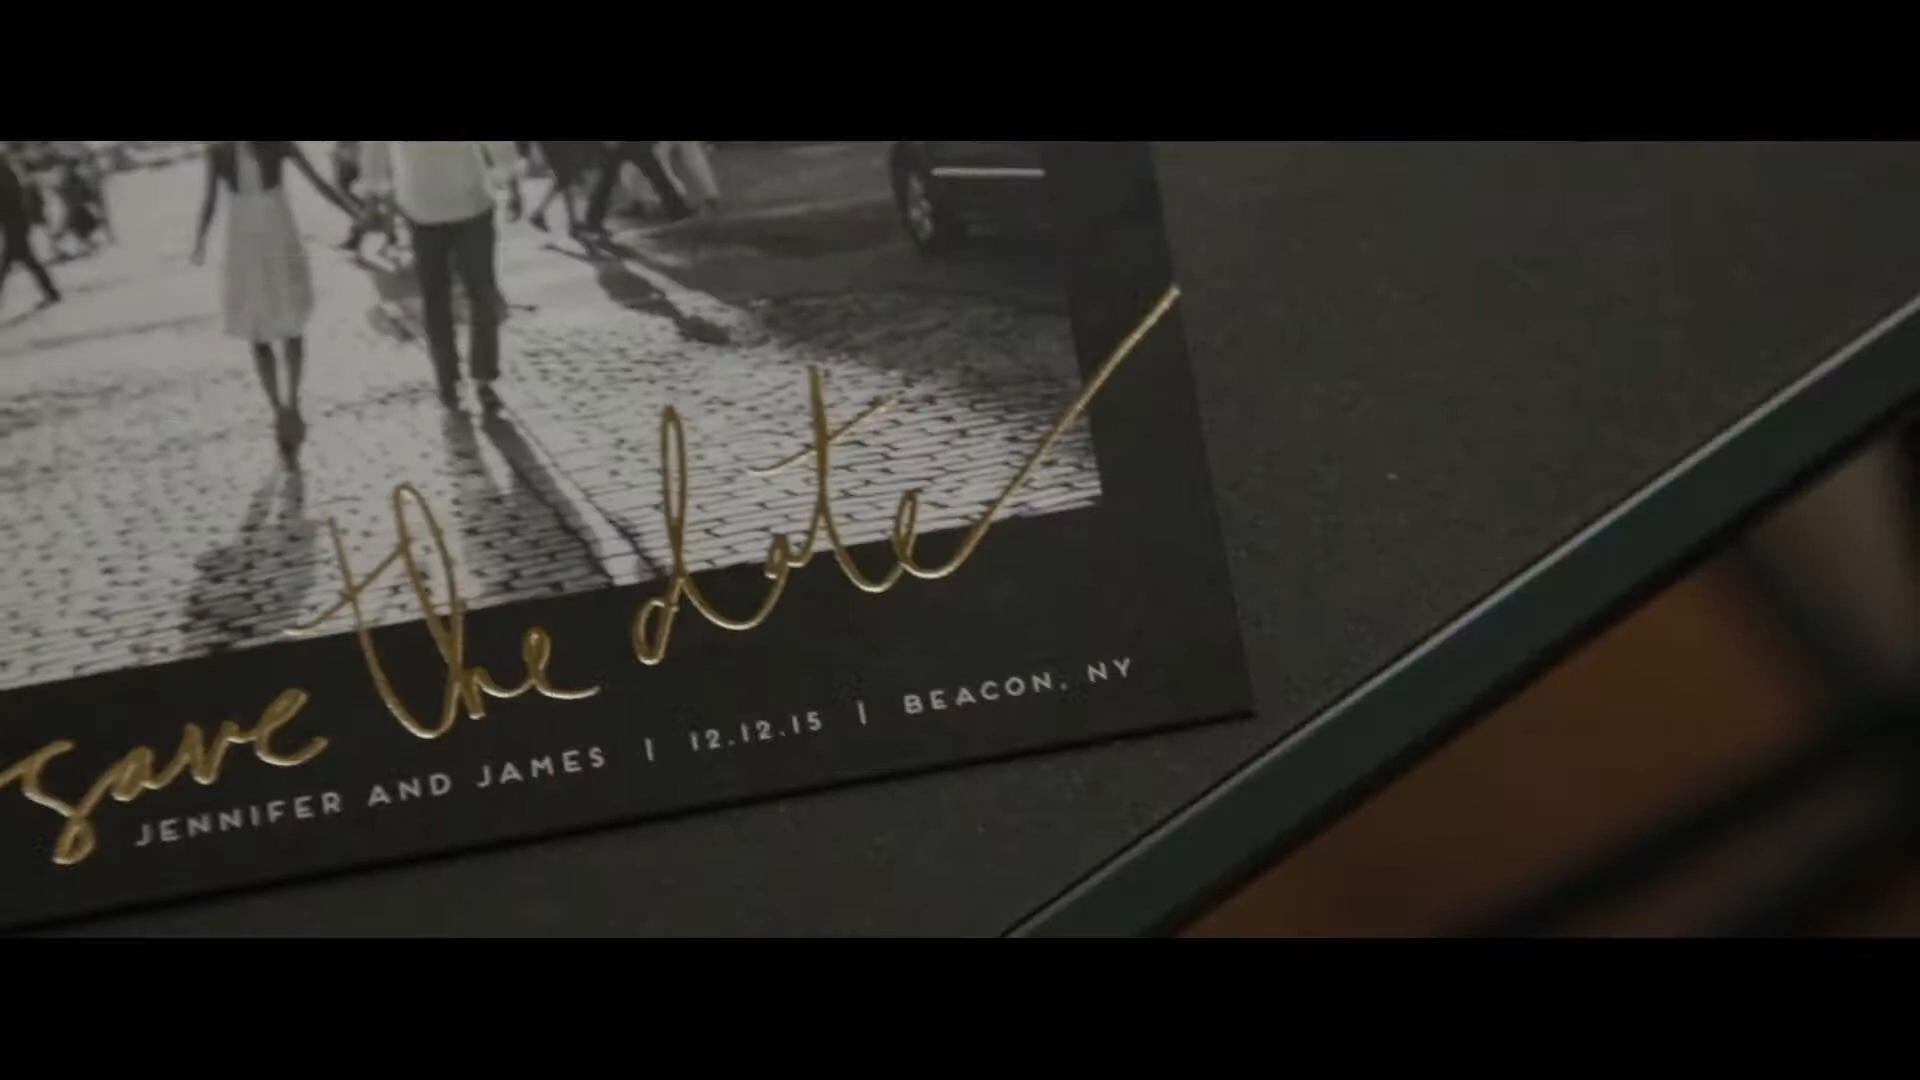 save the date
JENNIFER AND JAMES | 12.12.15 | BEACON, NY